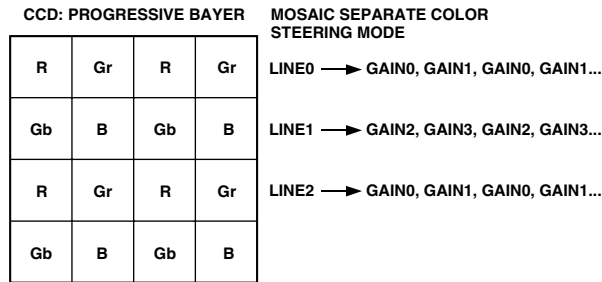 CCD: PROGRESSIVE BAYER
MOSAIC SEPARATE COLOR
STEERING MODE
R Gr R Gr
LINE0 GAIN0, GAIN1, GAIN0, GAIN1...
Gb B Gb B
LINE1 GAIN2, GAIN3, GAIN2, GAIN3...
R Gr R Gr
LINE2 GAIN0, GAIN1, GAIN0, GAIN1...
Gb B Gb B